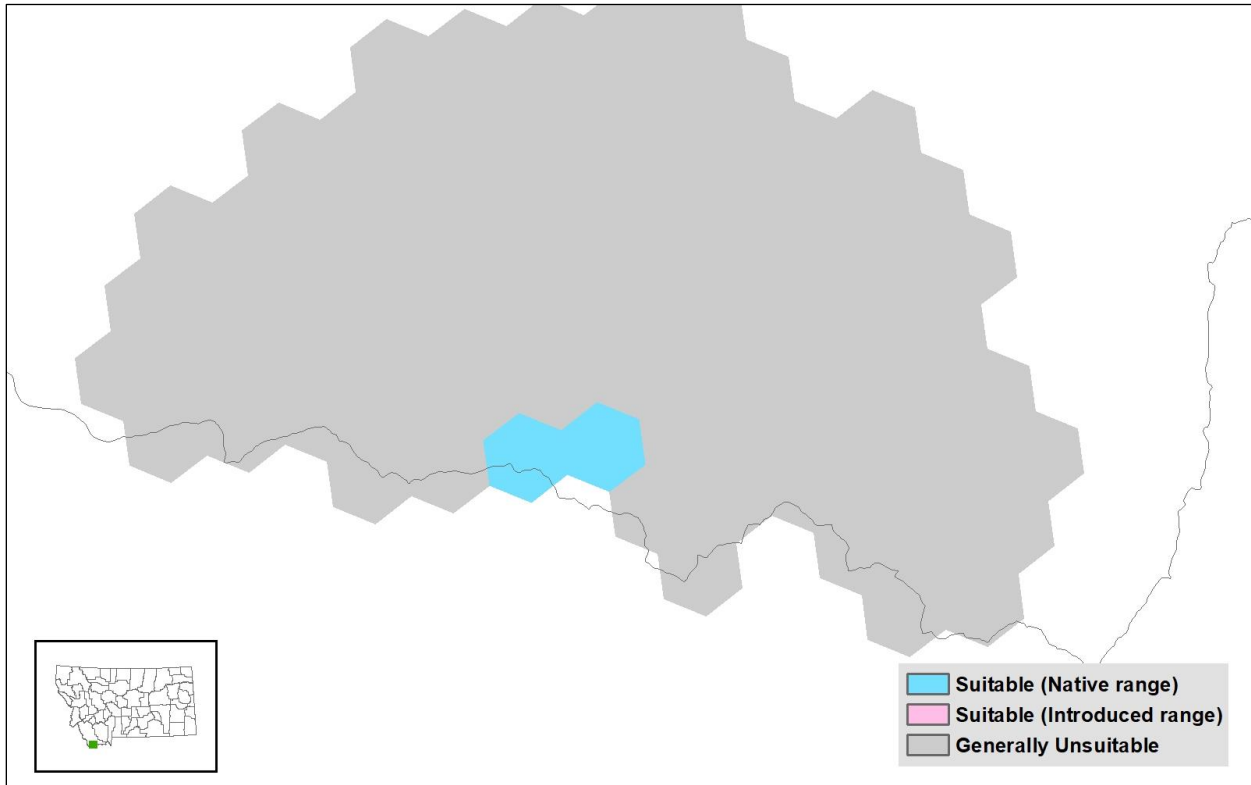 Suitable (Native range)
Suitable (Introduced range)
Generally Unsuitable